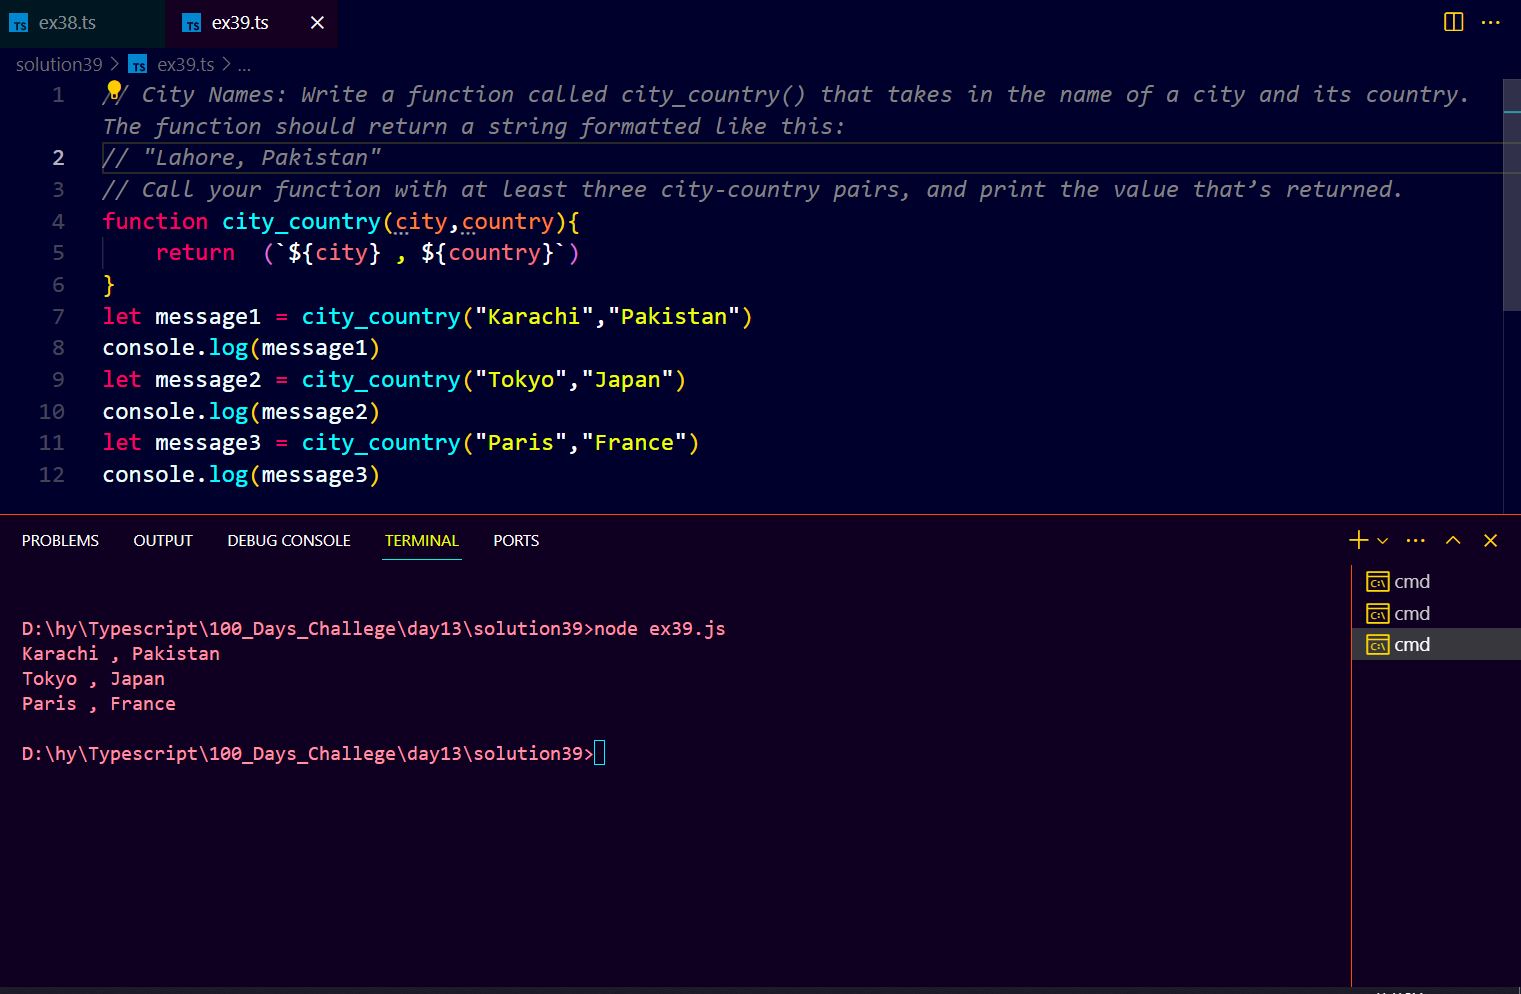 ex38.ts ex39.ts
solution39 > TS ex39.ts > ...
1 // City Names: Write a function called city_country() that takes in the name of a city and its country.
The function should return a string formatted like this:
2 // "Lahore, Pakistan"
3 // Call your function with at least three city-country pairs, and print the value that’s returned.
4 function city_country(city,country){
5     return  (`${city} , ${country}`)
6 }
7 let message1 = city_country("Karachi","Pakistan")
8 console.log(message1)
9 let message2 = city_country("Tokyo","Japan")
10 console.log(message2)
11 let message3 = city_country("Paris","France")
12 console.log(message3)
PROBLEMS OUTPUT DEBUG CONSOLE TERMINAL PORTS
cmd
cmd
cmd
D:\hy\Typescript\100_Days_Challege\day13\solution39>node ex39.js
Karachi , Pakistan
Tokyo , Japan
Paris , France
D:\hy\Typescript\100_Days_Challege\day13\solution39>